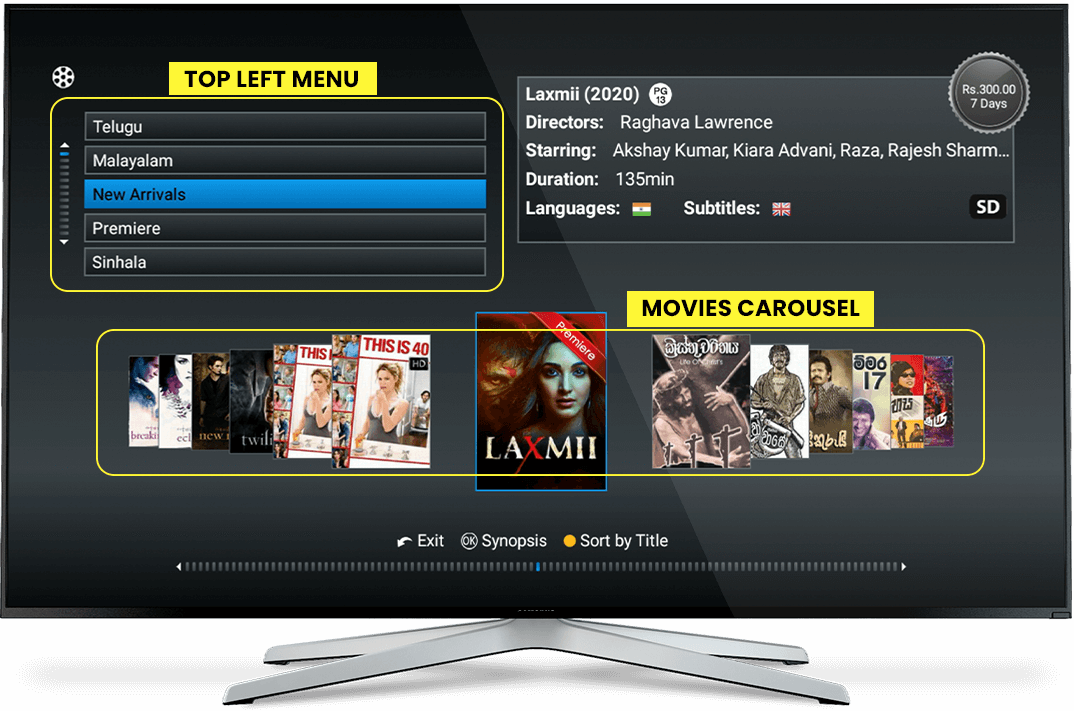 TOP LEFT MENU
Telugu
Malayalam
New Arrivals
Premiere
Sinhala
Laxmii (2020) PG 13
Directors: Raghava Lawrence
Starring: Akshay Kumar, Kiara Advani, Raza, Rajesh Sharm...
Duration: 135min
Languages: Subtitles:
SD
Rs.300.00
7 Days
MOVIES CAROUSEL
breaki
ecl
new
twili
THIS I
THIS IS 40
HD
Premiere
LAXMII
17
Exit OK Synopsis Sort by Title